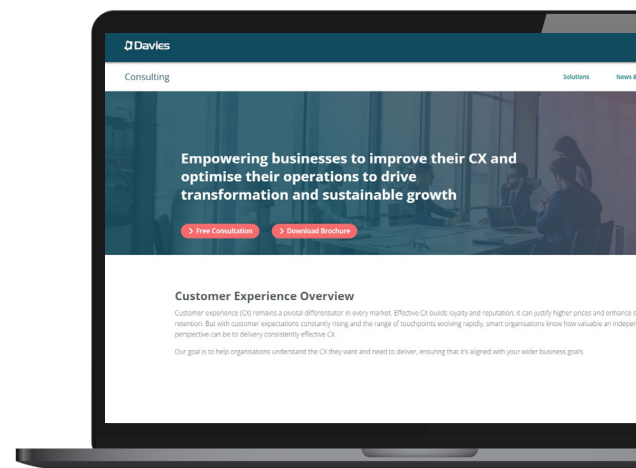 Davies
Consulting
Solutions
News &
Empowering businesses to improve their CX and
optimise their operations to drive
transformation and sustainable growth
> Free Consultation
> Download Brochure
Customer Experience Overview
Customer experience (CX) remains a pivotal differentiator in every market. Effective CX builds loyalty and reputation; it can justify higher prices and enhance s
retention. But with customer expectations constantly rising and the range of touchpoints evolving rapidly, smart organisations know how valuable an indepen
perspective can be to delivery consistently effective CX.
Our goal is to help organisations understand the CX they want and need to deliver, ensuring that it's aligned with your wider business goals.